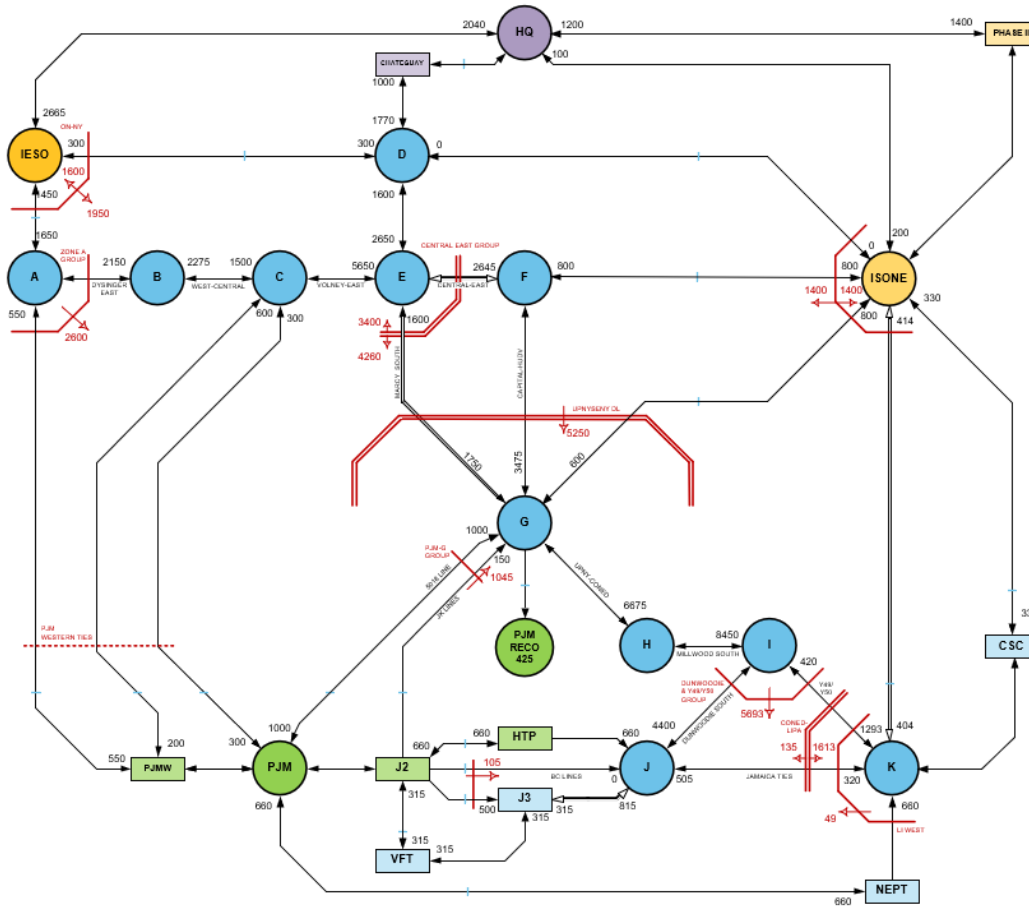 2040
HQ
1200
1400
PHASE II
100
CHATEGUAY
1000
2665
ON-NY
1770
IESO
300
300
D
0
1600
1450
1950
1600
200
1650
2650
0
ZONE A
GROUP
CENTRAL EAST GROUP
A
2150
B
2275
1500
C
5650
E
2645
F
800
800
ISONE
DYSINGER
EAST
WEST-CENTRAL
VOLNEY-EAST
CENTRAL-EAST
1400
1400
330
550
600
300
1600
800
414
2600
3400
4260
MARCY SOUTH
CAPITAL-HUDV
UPNYSENY OL
5250
1750
3475
600
G
1000
150
PJM-G
GROUP
1045
5018 LINE
JK LINES
UPNY-CONED
6675
PJM
RECO
425
H
8450
I
MILLWOOD SOUTH
PJM
WESTERN TIES
CSC
420
Y49/
Y50
DUNWOODIE
& Y49/Y50
GROUP
5693
DUNWOODIE SOUTH
CONED-
LIPA
1000
4400
1293
404
550
200
300
660
660
HTP
660
135
1613
PJMW
PJM
J2
105
BC LINES
0
J
505
JAMAICA TIES
320
K
660
315
500
J3
315
815
660
315
49
LI WEST
315
VFT
315
660
NEPT